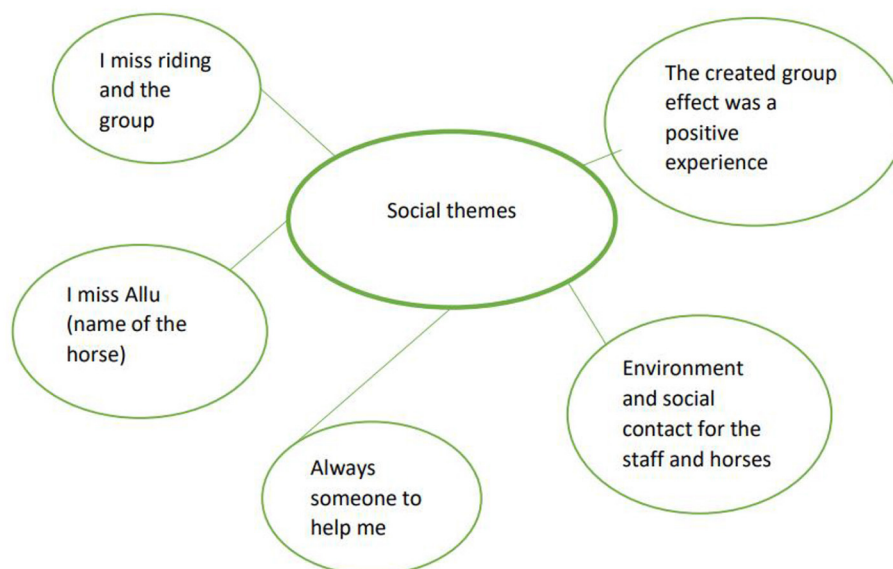 I miss riding
and the
group
The created group
effect was a
positive
experience
Social themes
I miss Allu
(name of the
horse)
Environment
and social
contact for the
staff and horses
Always
someone to
help me